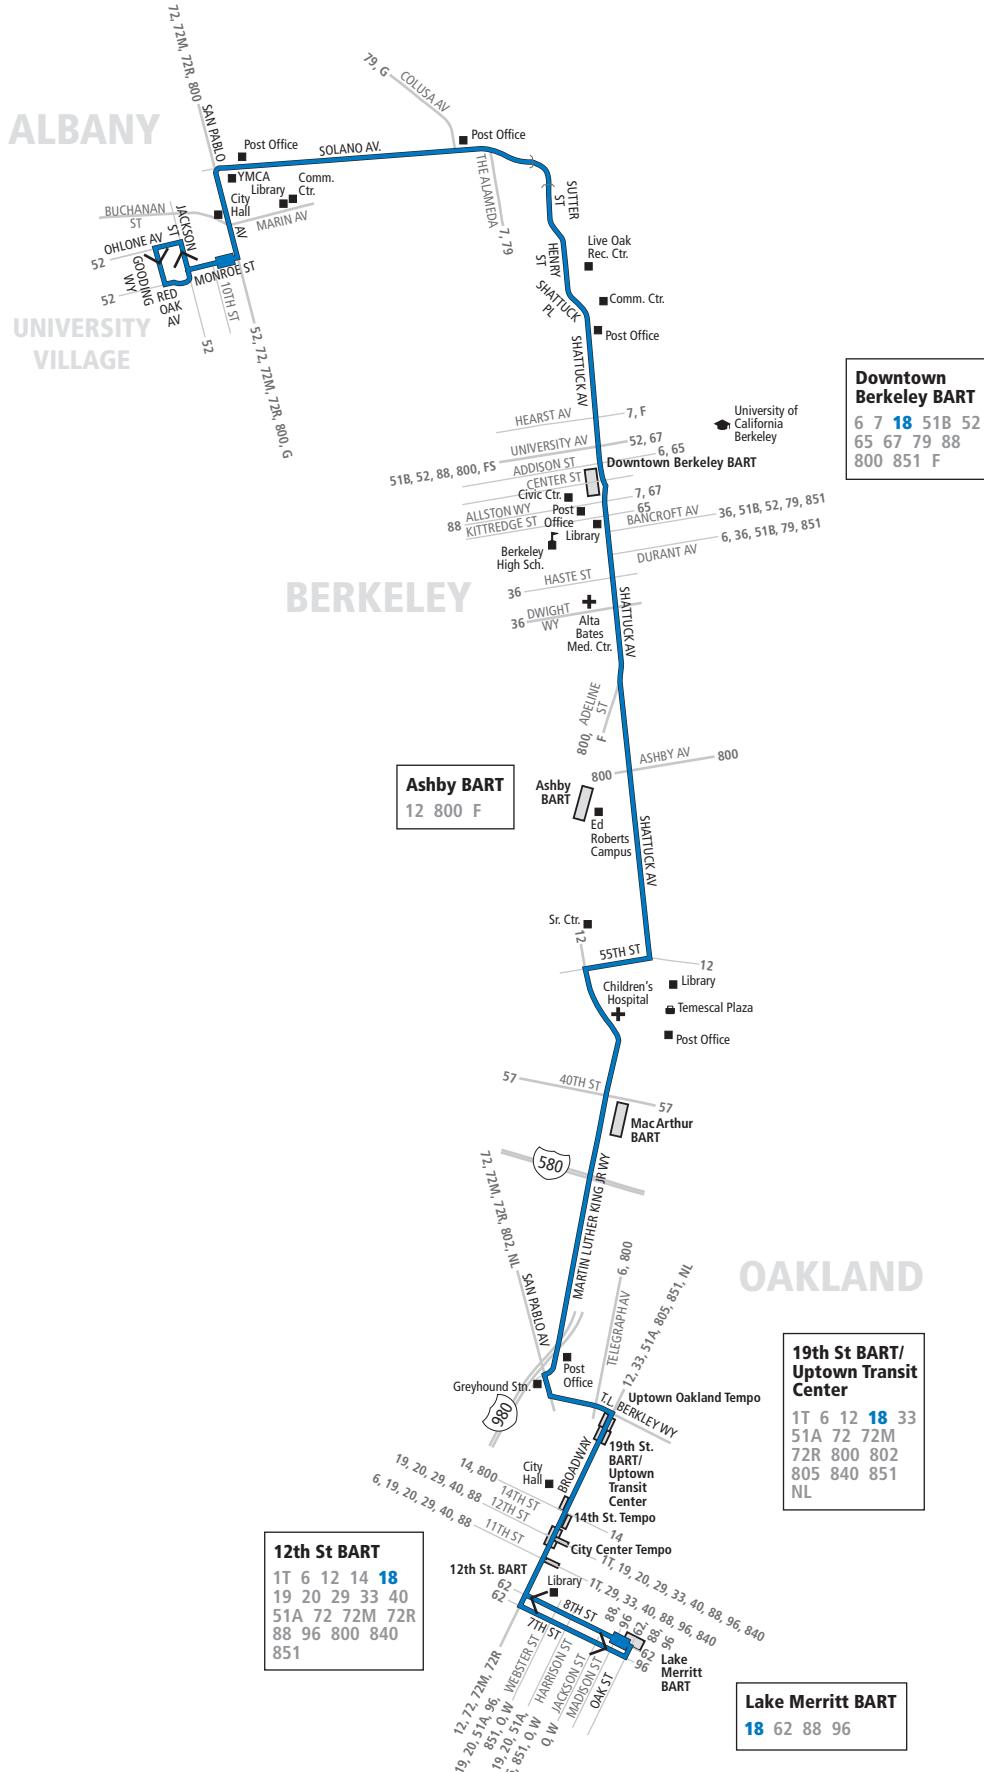 72, 72M, 72R, 800
SAN PABLO
AV
ALBANY
79, G
COLUSA AV
Post Office
Post Office
SOLANO AV.
YMCA
Library
Comm.
Ctr.
City
Hall
MARIN AV
BUCHANAN
ST
JACKSON
ST
OHLONE AV
52
GOODING
WY
52
RED
OAK
AV
MONROE ST
10TH ST
52
52, 72, 72M, 72R, 800, G
UNIVERSITY
VILLAGE
THE ALAMEDA
7, 79
SUTTER
ST
HENRY
ST
Live Oak
Rec. Ctr.
SHATTUCK
PL
Comm. Ctr.
Post Office
SHATTUCK AV
HEARST AV
7, F
University of
California
Berkeley
Downtown
Berkeley BART
6 7 18 51B 52
65 67 79 88
800 851 F
UNIVERSITY AV
52, 67
51B, 52, 88, 800, FS
ADDISON ST
6, 65
Downtown Berkeley BART
CENTER ST
Civic Ctr.
7, 67
88
ALLSTON WY
Post
Office
65
KITTREDGE ST
Library
BANCROFT AV
36, 51B, 52, 79, 851
Berkeley
High Sch.
DURANT AV
6, 36, 51B, 79, 851
BERKELEY
HASTE ST
36
DWIGHT
WY
36
Alta
Bates
Med. Ctr.
SHATTUCK AV
ADELINE
ST
800,
F
ASHBY AV
800
800
Ashby BART
12 800 F
Ashby
BART
Ed
Roberts
Campus
SHATTUCK AV
Sr. Ctr.
12
55TH ST
12
Library
Children's
Hospital
Temescal Plaza
Post Office
57
40TH ST
57
MacArthur
BART
580
72, 72M, 72R, 802, NL
MARTIN LUTHER KING JR WY
SAN PABLO AV
TELEGRAPH AV
6, 800
12, 33, 51A, 805, 851, NL
OAKLAND
Post
Office
Greyhound Stn.
980
T.L. BERKLEY WY
Uptown Oakland Tempo
19th St BART/
Uptown Transit
Center
1T 6 12 18 33
51A 72 72M
72R 800 802
805 840 851
NL
19th St.
BART/
Uptown
Transit
Center
BROADWAY
City
Hall
14, 800
14TH ST
14
14th St. Tempo
19, 20, 29, 40, 88
12TH ST
City Center Tempo
1T, 19, 20, 29, 33, 40, 88, 96, 840
6, 19, 20, 29, 40, 88
11TH ST
1T, 29, 33, 40, 88, 96, 840
12th St. BART
12th St BART
1T 6 12 14 18
19 20 29 33 40
51A 72 72M 72R
88 96 800 840
851
Library
62
62
8TH ST
7TH ST
88,
96
62,
88,
96
62
96
Lake
Merritt
BART
12, 72, 72M, 72R
WEBSTER ST
19, 20, 51A, 96,
851, O, W
HARRISON ST
19, 20, 51A,
851, O, W
JACKSON ST
O, W
MADISON ST
OAK ST
Lake Merritt BART
18 62 88 96